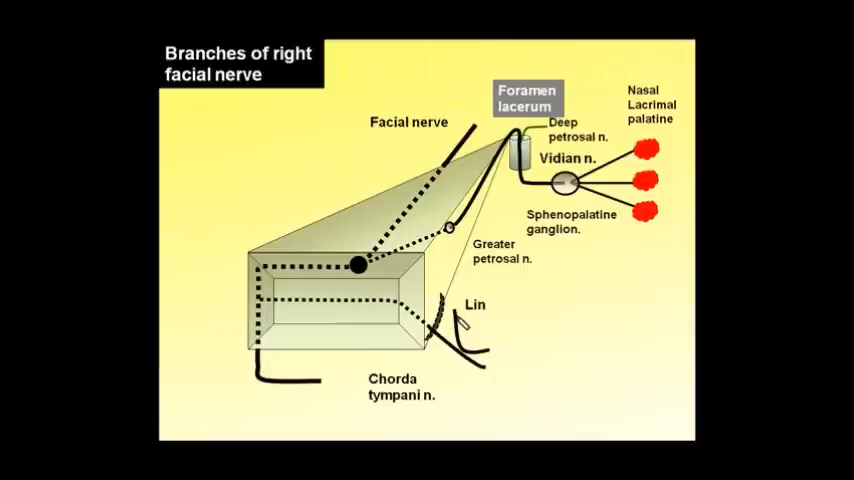 Branches of right
facial nerve
Foramen
lacerum
Nasal
Lacrimal
palatine
Facial nerve
Deep
petrosal n.
Vidian n.
Sphenopalatine
ganglion.
Greater
petrosal n.
Lin
Chorda
tympani n.